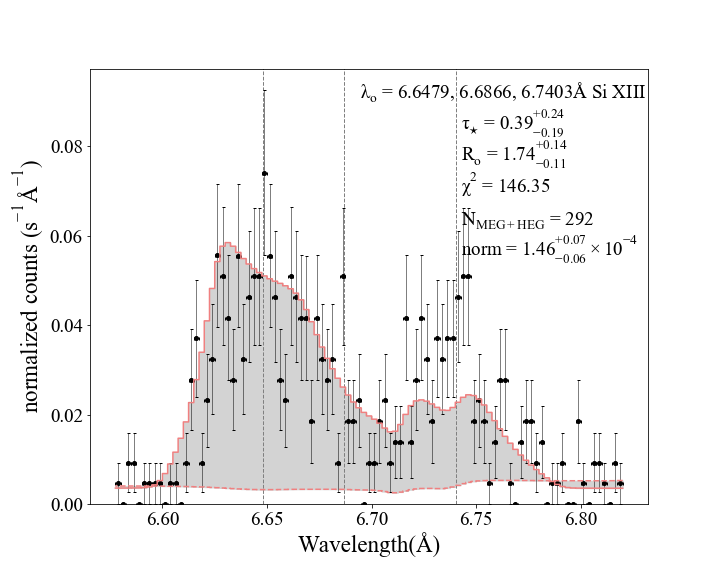 λo = 6.6479, 6.6866, 6.7403Å Si XIII
τ⋆ = 0.39+0.24−0.19
Ro = 1.74+0.14−0.11
χ2 = 146.35
NMEG+HEG = 292
norm = 1.46+0.07−0.06 × 10−4
normalized counts (s−1 Å−1)
0.08
0.06
0.04
0.02
0.00
6.60 6.65 6.70 6.75 6.80
Wavelength(Å)